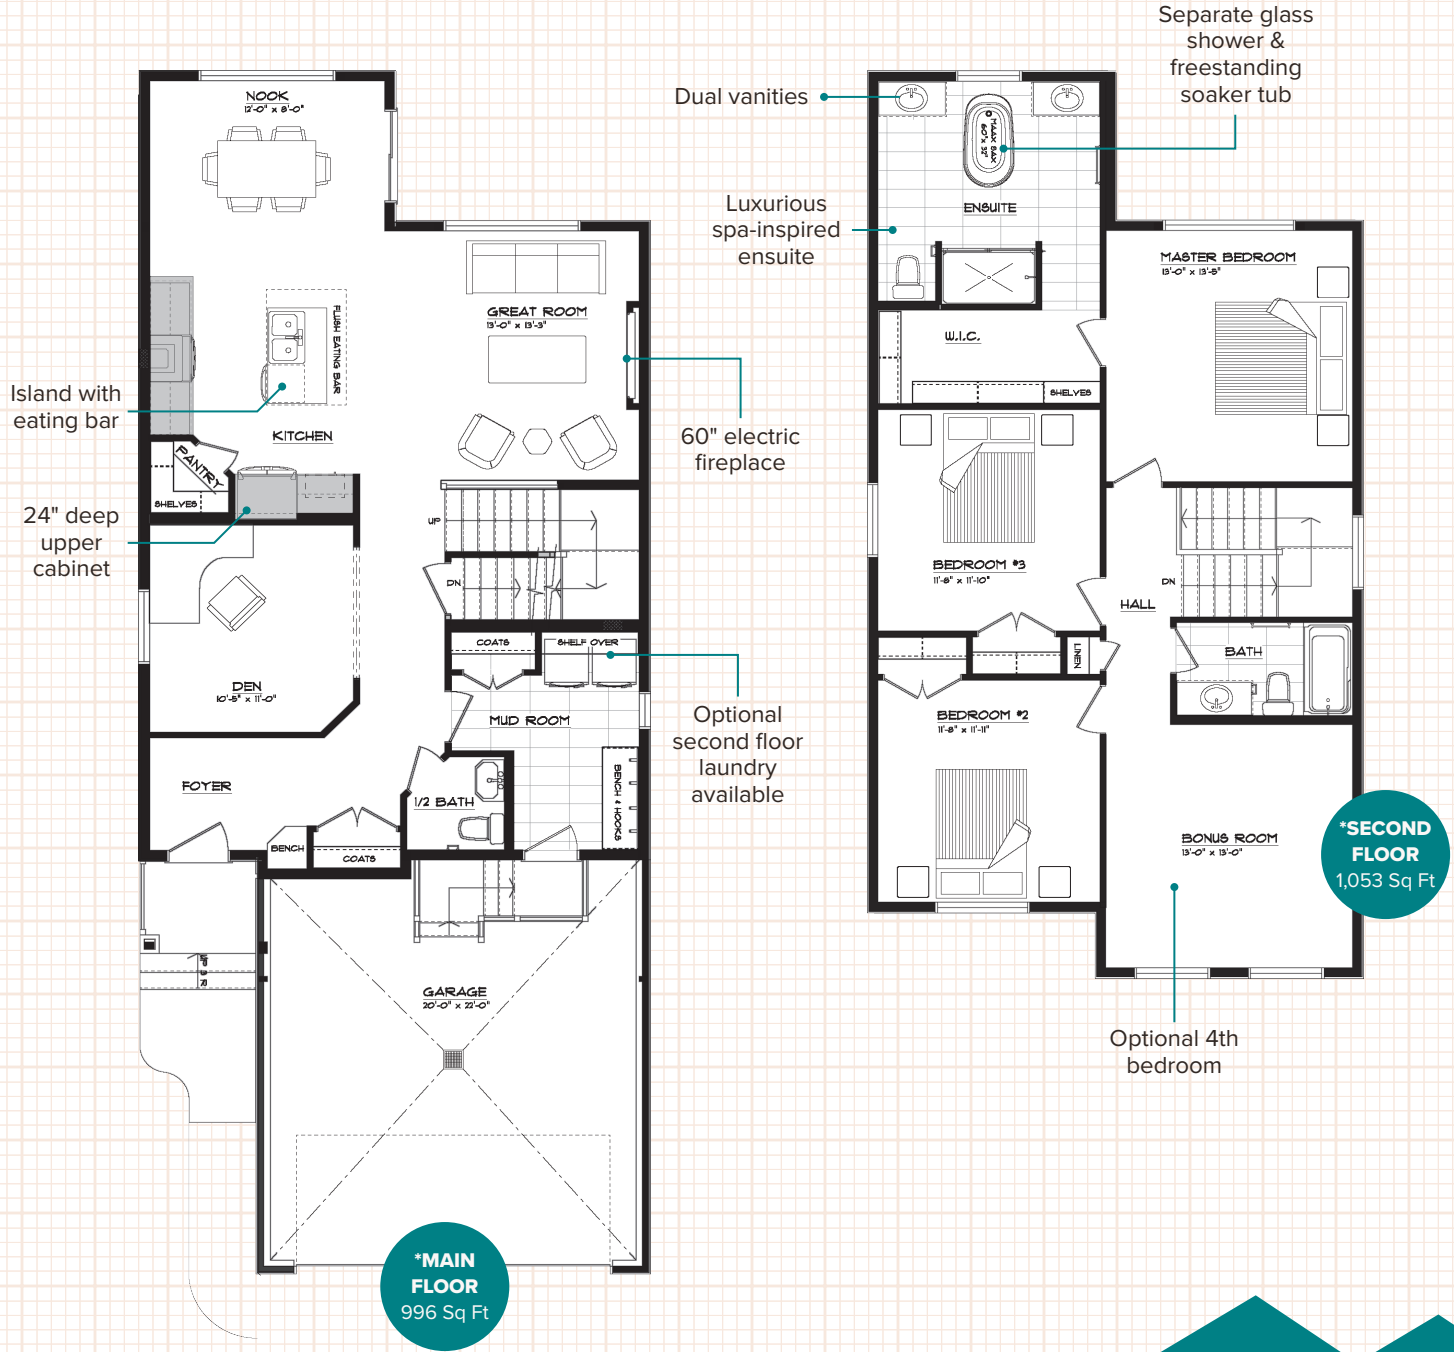 NOOK
12'-0" x 8'-0"
GREAT ROOM
13'-0" x 13'-3"
FLUSH EATING BAR
Island with
eating bar
KITCHEN
60" electric
fireplace
PANTRY
SHELVES
24" deep
upper
cabinet
UP
DN
DEN
10'-5" x 11'-0"
COATS
SHELF OVER
Optional
second floor
laundry
available
MUD ROOM
BENCH & HOOKS
FOYER
1/2 BATH
BENCH
COATS
UP 3 R
GARAGE
20'-0" x 22'-0"
*MAIN
FLOOR
996 Sq Ft
Separate glass
shower &
freestanding
soaker tub
Dual vanities
MAAX SAX
60" x 32"
Luxurious
spa-inspired
ensuite
ENSUITE
MASTER BEDROOM
13'-0" x 13'-5"
W.I.C.
SHELVES
BEDROOM #3
11'-8" x 11'-10"
DN
HALL
LINEN
BATH
BEDROOM #2
11'-8" x 11'-11"
BONUS ROOM
13'-0" x 13'-0"
*SECOND
FLOOR
1,053 Sq Ft
Optional 4th
bedroom